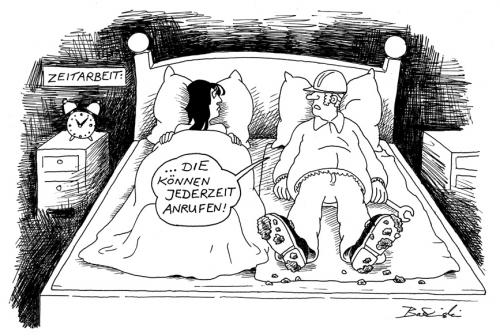 ZEITARBEIT:
... DIE
KÖNNEN
JEDERZEIT
ANRUFEN!